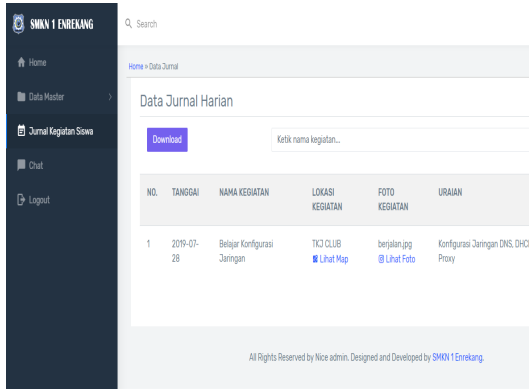 SMKN 1 ENREKANG
Search
Home
Data Master
Jurnal Kegiatan Siswa
Chat
Logout
Home » Data Jurnal
Data Jurnal Harian
Download
Ketik nama kegiatan...
NO. TANGGAl NAMA KEGIATAN LOKASI KEGIATAN FOTO KEGIATAN URAIAN
1 2019-07-28 Belajar Konfigurasi Jaringan TKJ CLUB Lihat Map berjalan.jpg Lihat Foto Konfigurasi Jaringan DNS, DHCP Proxy
All Rights Reserved by Nice admin. Designed and Developed by SMKN 1 Enrekang.